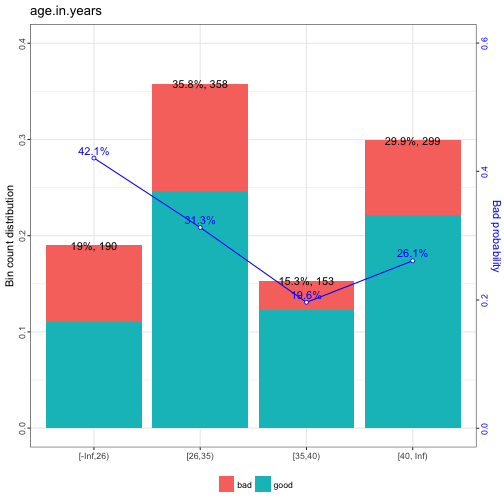 age.in.years
0.4
0.3
0.2
0.1
0.0
Bin count distribution
0.6
0.4
0.2
0.0
Bad probability
35.8%, 358
29.9%, 299
42.1%
31.3%
19%, 190
26.1%
15.3%, 153
19.6%
[-Inf,26)
[26,35)
[35,40)
[40, Inf)
bad
good